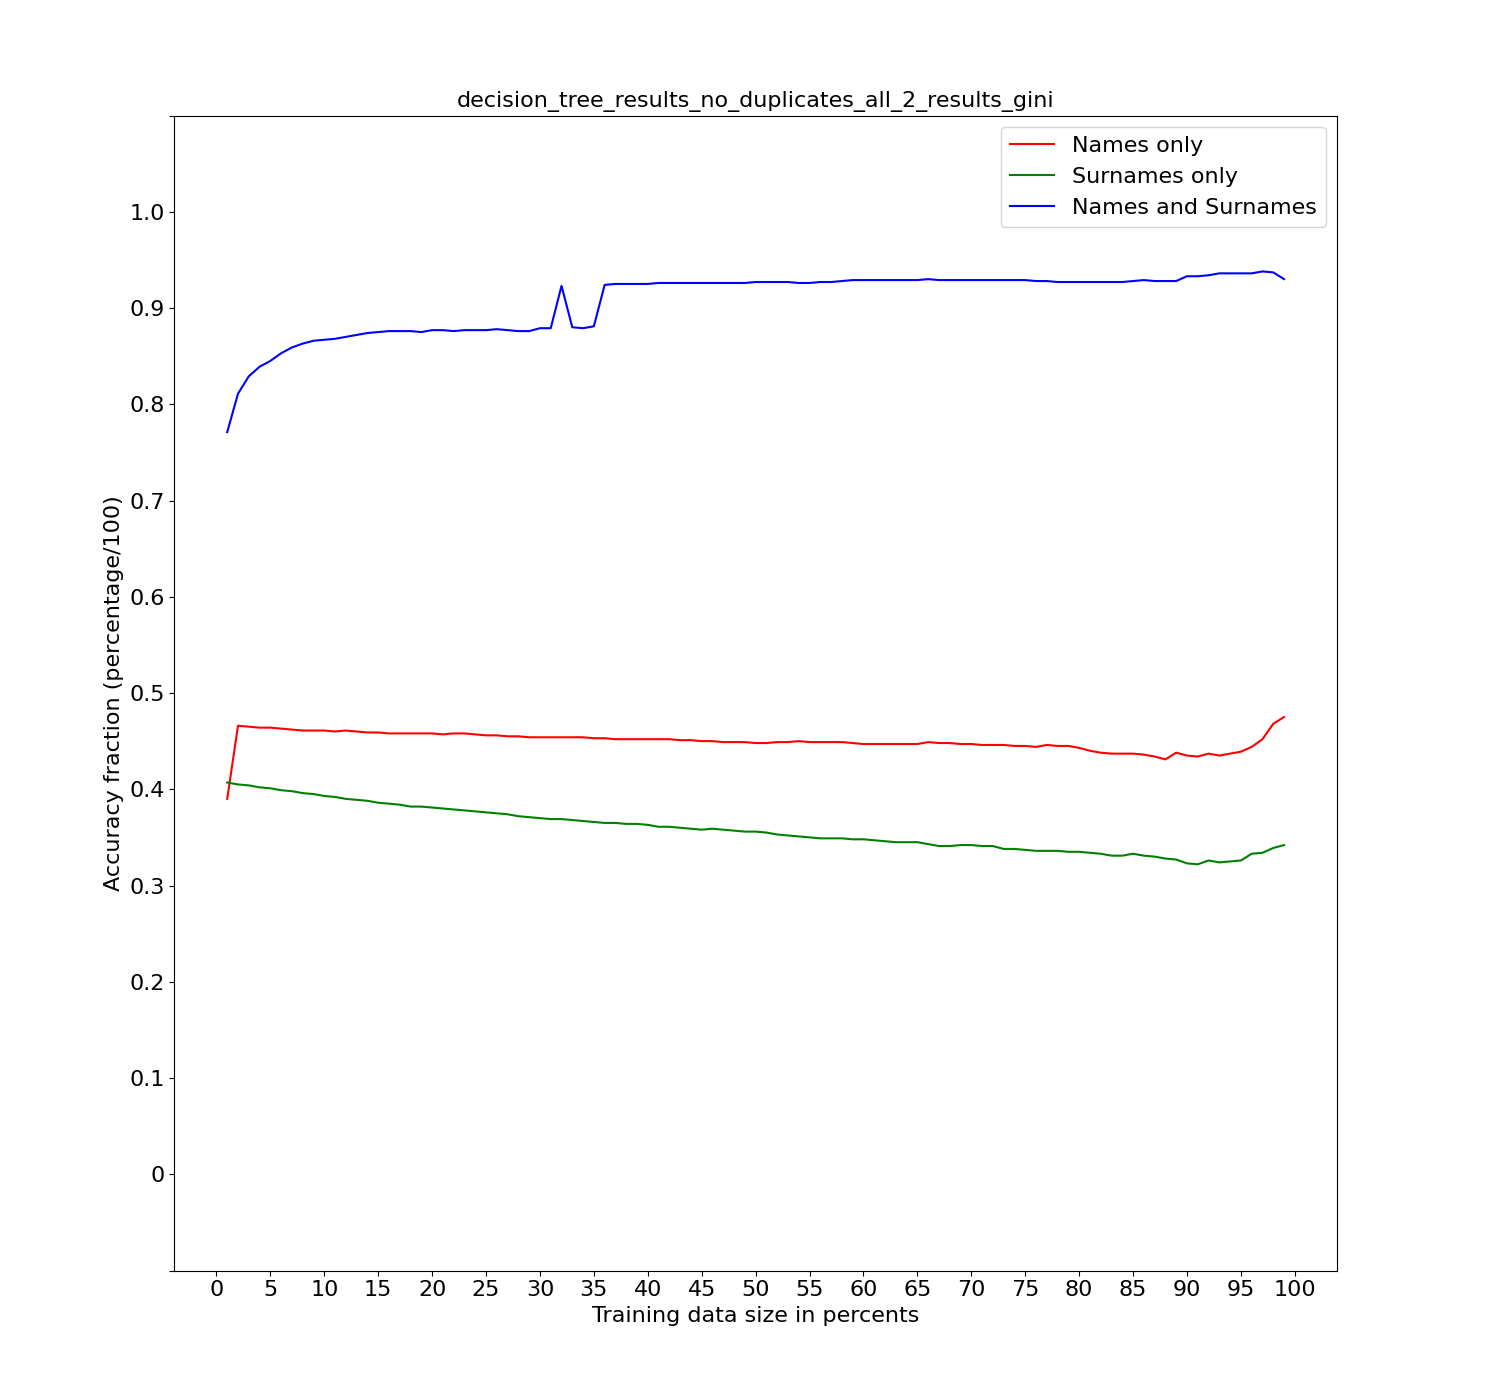 decision_tree_results_no_duplicates_all_2_results_gini
Names only
Surnames only
Names and Surnames
1.0
0.9
0.8
0.7
0.6
0.5
0.4
0.3
0.2
0.1
0
Accuracy fraction (percentage/100)
0 5 10 15 20 25 30 35 40 45 50 55 60 65 70 75 80 85 90 95 100
Training data size in percents